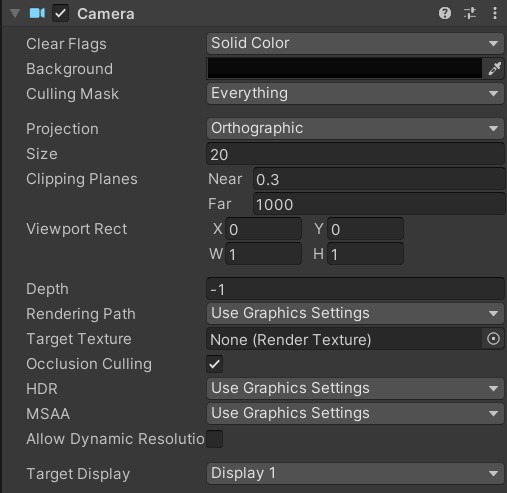 Camera
Clear Flags Solid Color
Background
Culling Mask Everything
Projection Orthographic
Size 20
Clipping Planes Near 0.3
Far 1000
Viewport Rect X 0 Y 0
W 1 H 1
Depth -1
Rendering Path Use Graphics Settings
Target Texture None (Render Texture)
Occlusion Culling
HDR Use Graphics Settings
MSAA Use Graphics Settings
Allow Dynamic Resolutio
Target Display Display 1